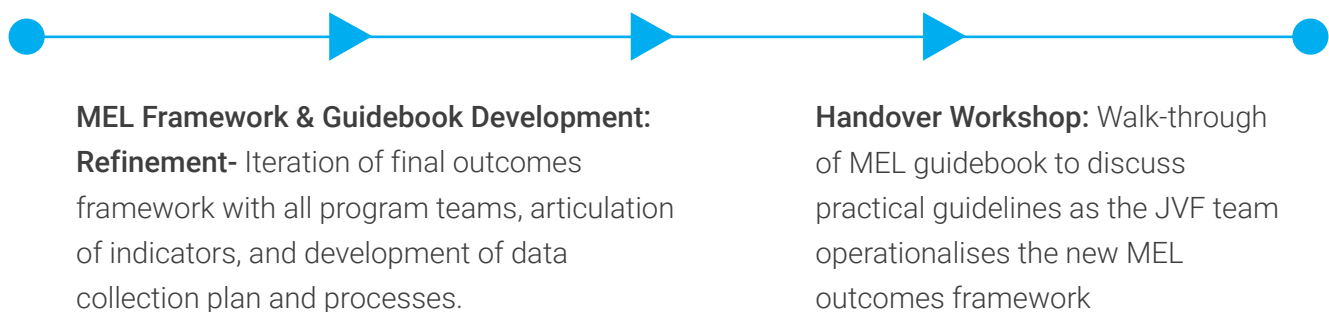 MEL Framework & Guidebook Development:
Refinement- Iteration of final outcomes
framework with all program teams, articulation
of indicators, and development of data
collection plan and processes.
Handover Workshop: Walk-through
of MEL guidebook to discuss
practical guidelines as the JVF team
operationalises the new MEL
outcomes framework